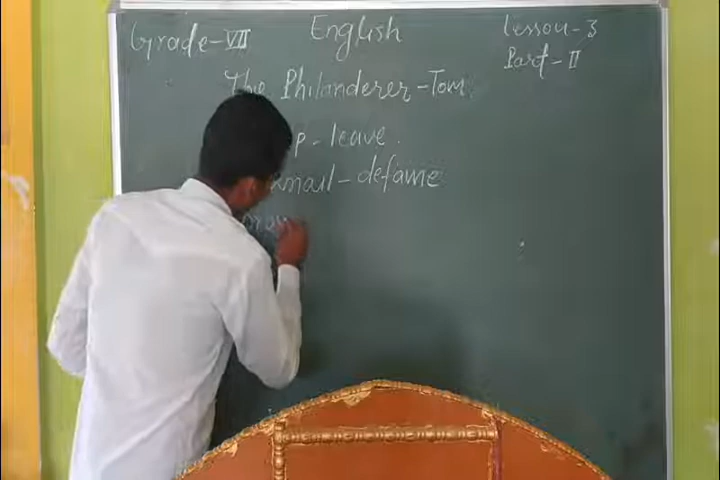 Grade-VII English Lesson-3
Part-II
The Philanderer-Tom
p-leave.
mail-defame